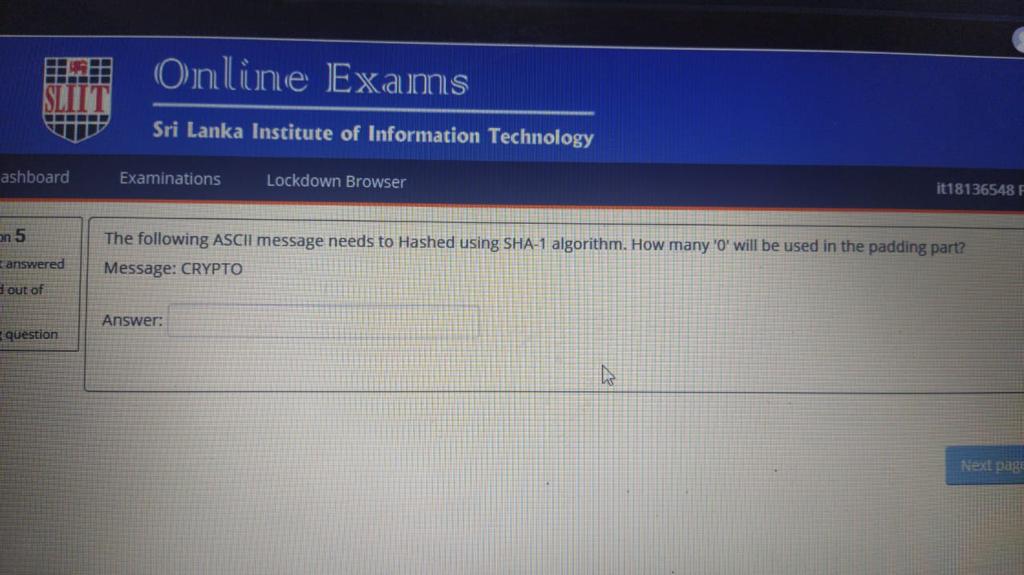 SLIIT
Online Exams
Sri Lanka Institute of Information Technology
ashboard
Examinations
Lockdown Browser
it18136548
on 5
answered
d out of
question
The following ASCII message needs to Hashed using SHA-1 algorithm. How many '0' will be used in the padding part?
Message: CRYPTO
Answer:
Next page